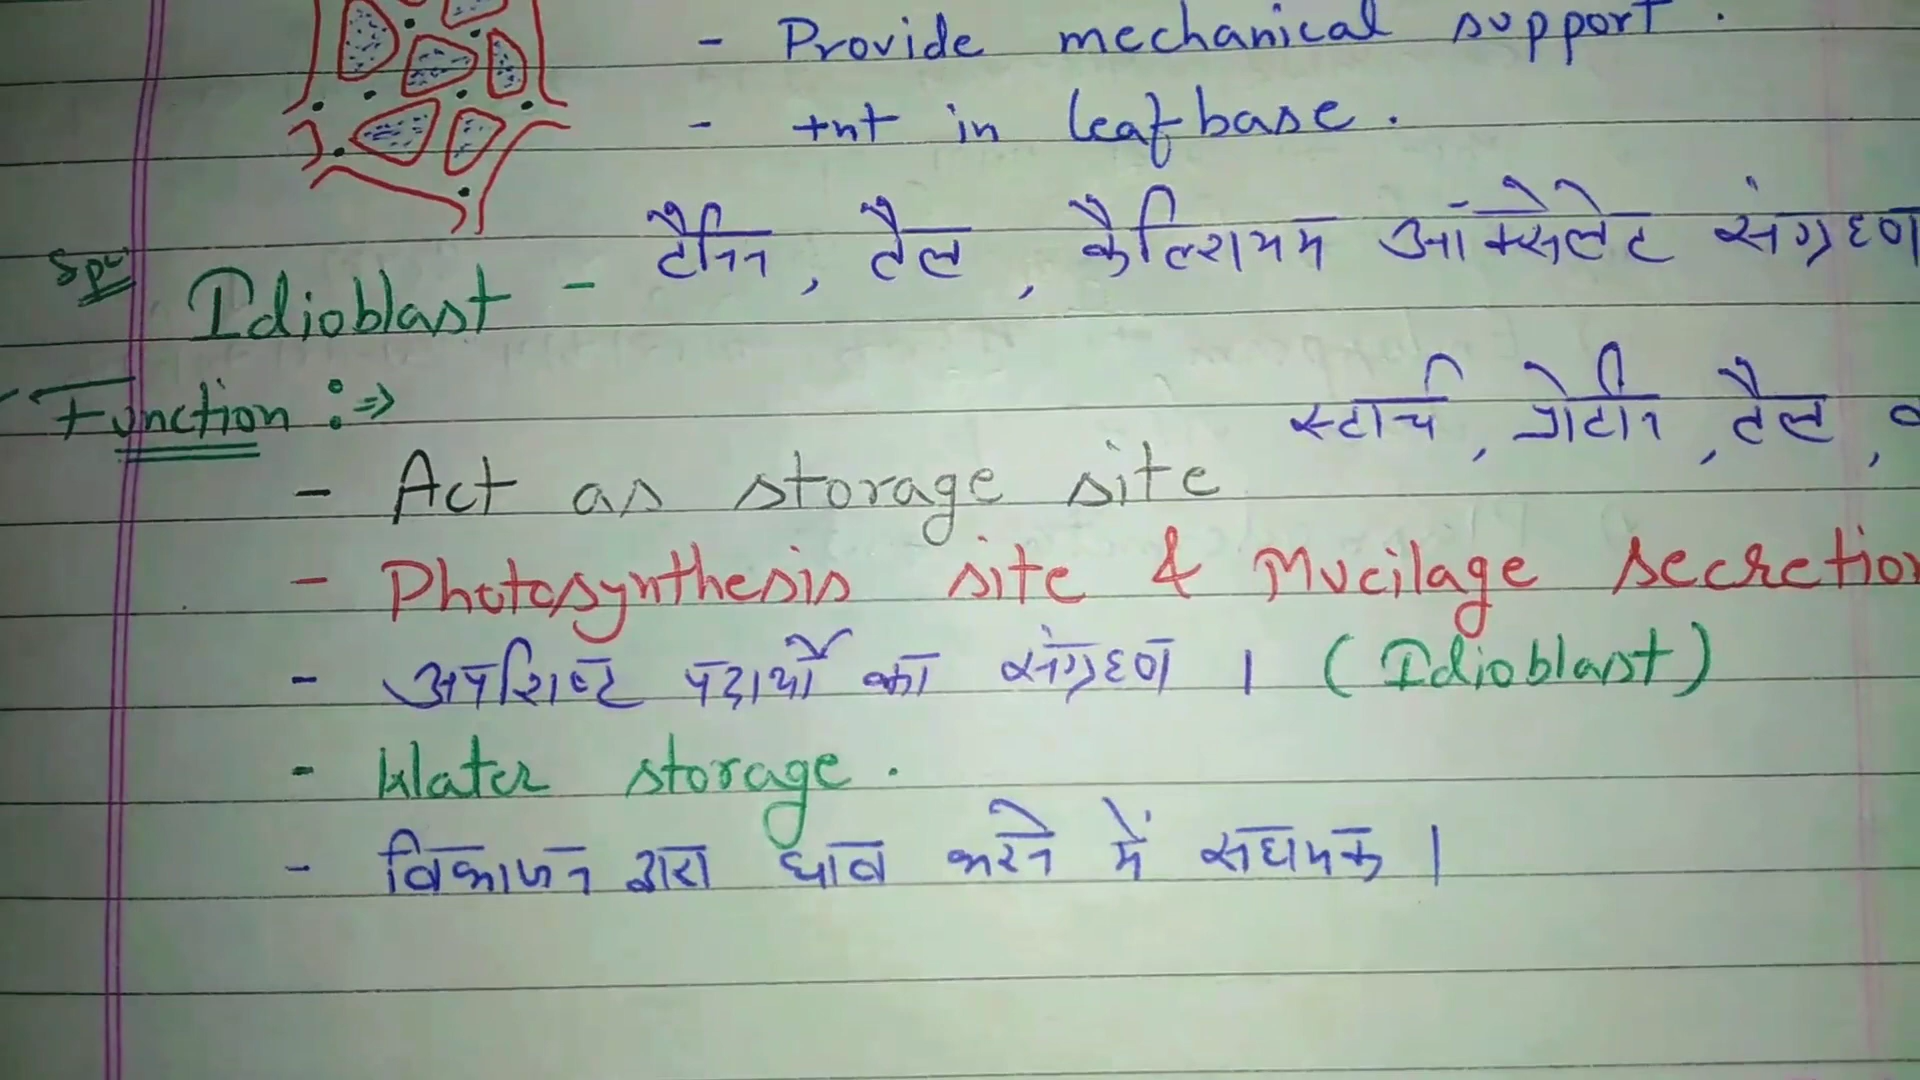 - Provide mechanical support.
- +nt in leaf base.
Spl Idioblast - टैनिन, तैल, कैल्शियम ऑक्सेलेट संग्रहण
Function :⇒
स्टार्च, प्रोटीन, तैल,
- Act as storage site
- Photosynthesis site & Mucilage secretion
- अपशिष्ट पदार्थों का संग्रहण । (Idioblast)
- Water storage.
- विभाजन द्वारा घाव भरने में सहायक ।